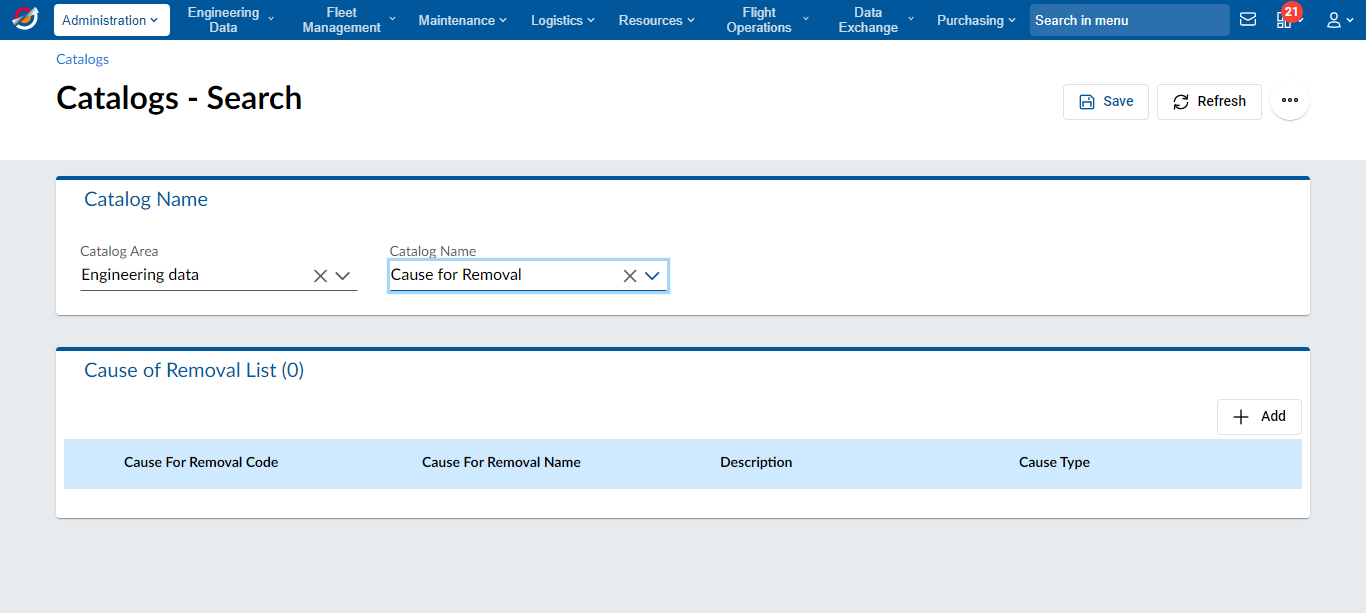 Administration
Engineering
Data
Fleet
Management
Maintenance
Logistics
Resources
Flight
Operations
Data
Exchange
Purchasing
Search in menu
21
Catalogs
Catalogs - Search
Save
Refresh
Catalog Name
Catalog Area
Catalog Name
Engineering data
Cause for Removal
Cause of Removal List (0)
Add
Cause For Removal Code
Cause For Removal Name
Description
Cause Type